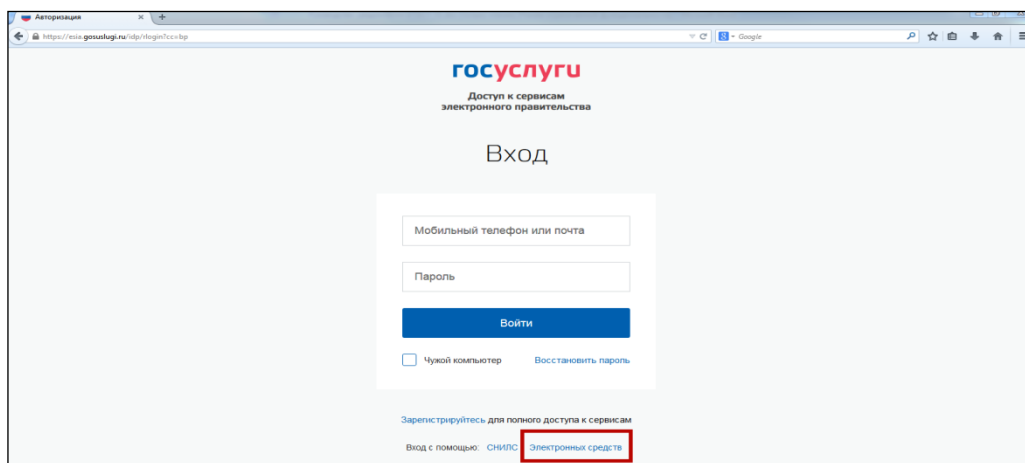 Авторизация
https://esia.gosuslugi.ru/idp/rlogin?cc=bp
Google
госуслуги
Доступ к сервисам
электронного правительства
Вход
Мобильный телефон или почта
Пароль
Войти
Чужой компьютер Восстановить пароль
Зарегистрируйтесь для полного доступа к сервисам
Вход с помощью: СНИЛС Электронных средств